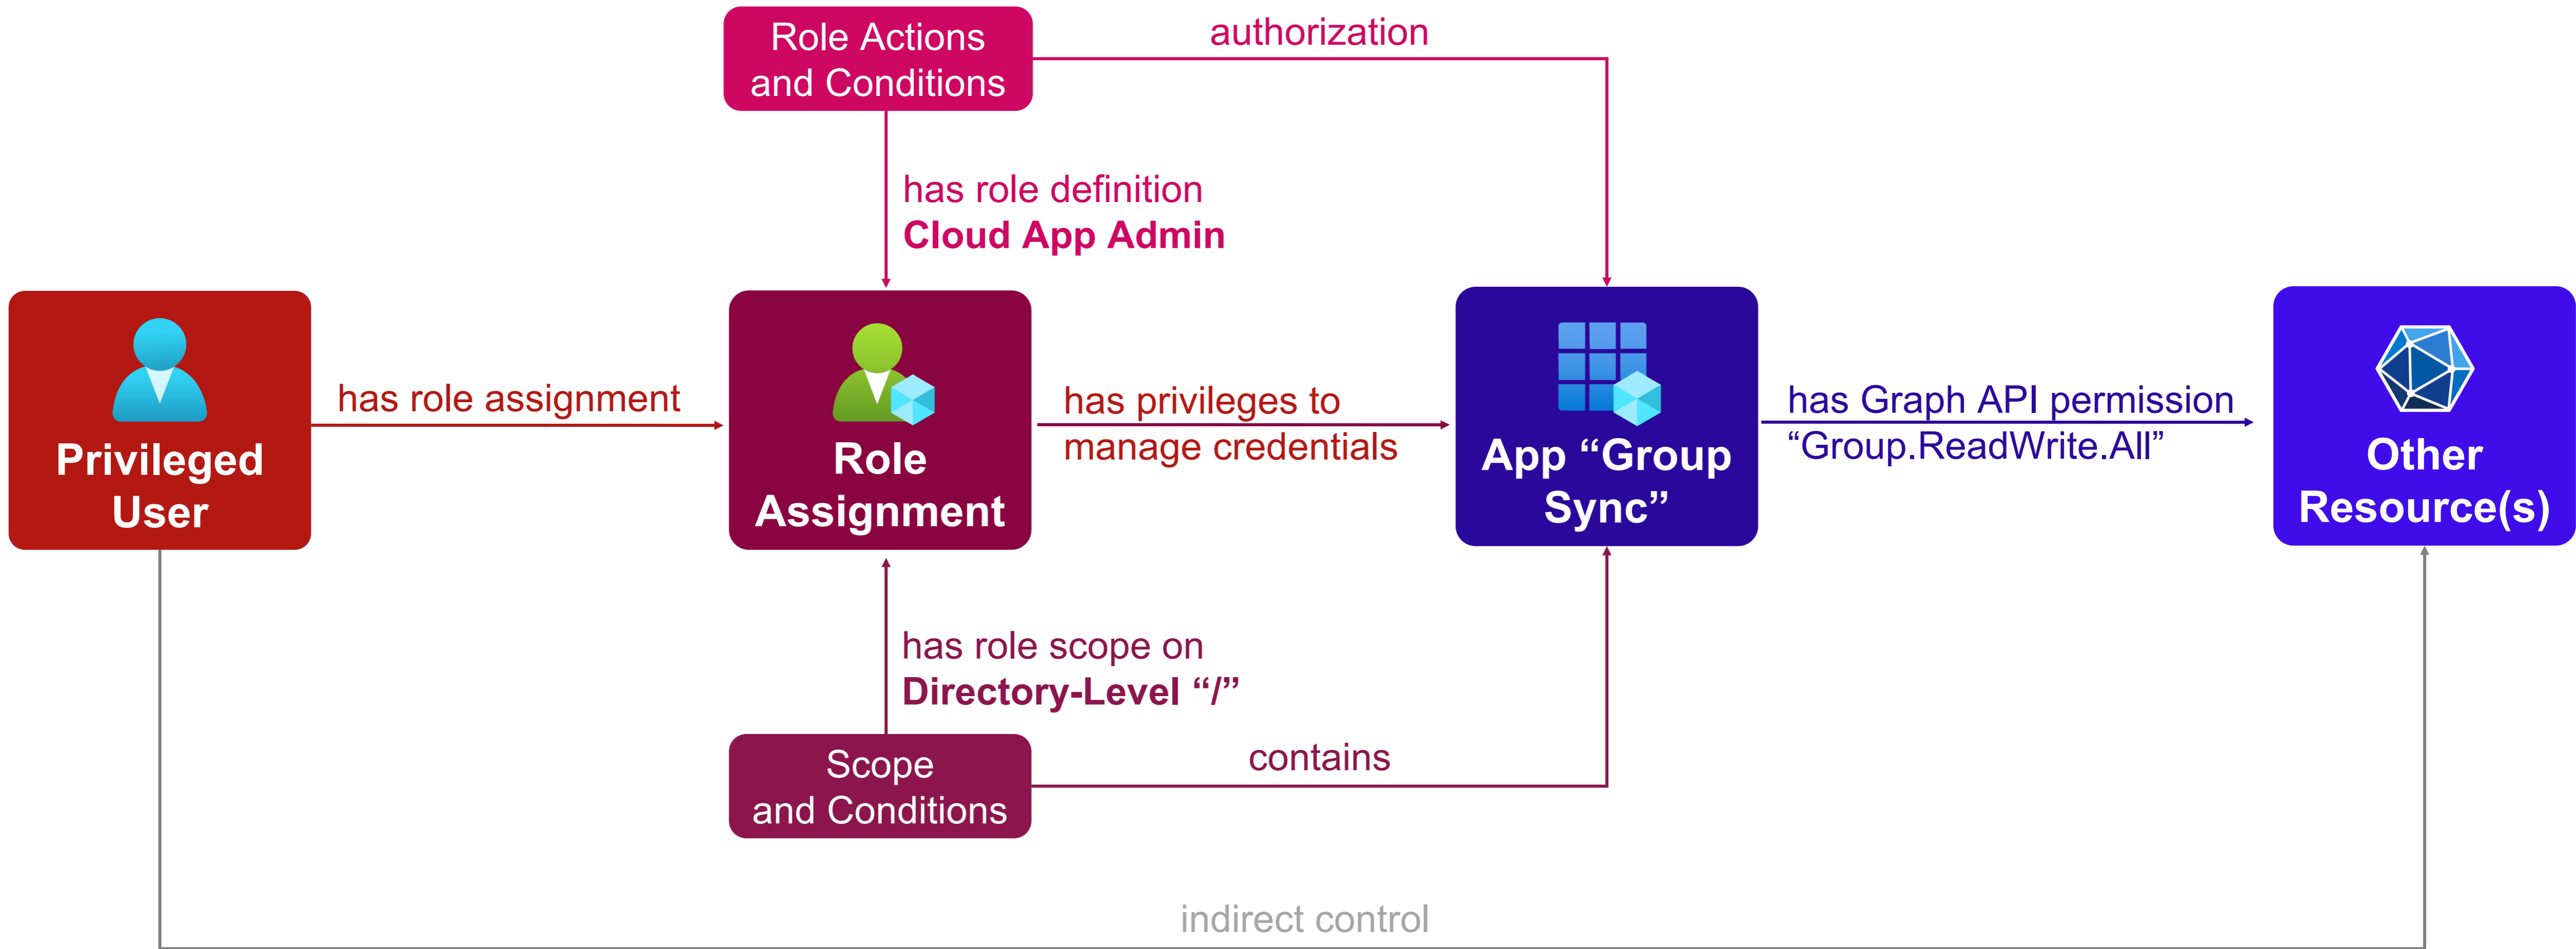 Role Actions
and Conditions
authorization
has role definition
Cloud App Admin
Privileged
User
has role assignment
Role
Assignment
has privileges to
manage credentials
App “Group
Sync”
has Graph API permission
“Group.ReadWrite.All”
Other
Resource(s)
has role scope on
Directory-Level “/”
Scope
and Conditions
contains
indirect control